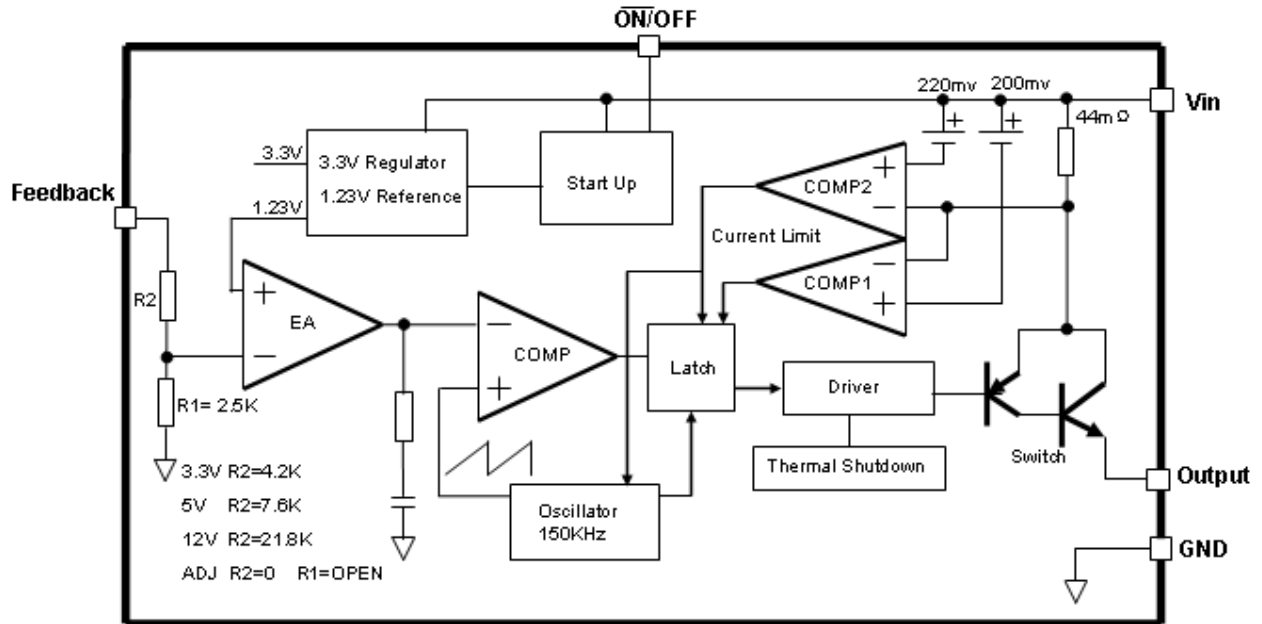 ON/OFF
220mv 200mv
Vin
44mΩ
3.3V
3.3V Regulator
1.23V Reference
Start Up
COMP2
+
−
Feedback
1.23V
Current Limit
−
COMP1
+
R2
+
EA
−
−
COMP
+
Latch
Driver
R1= 2.5K
Thermal Shutdown
Switch
3.3V R2=4.2K
5V R2=7.6K
12V R2=21.8K
ADJ R2=0 R1=OPEN
Oscillator
150KHz
Output
GND
+
+